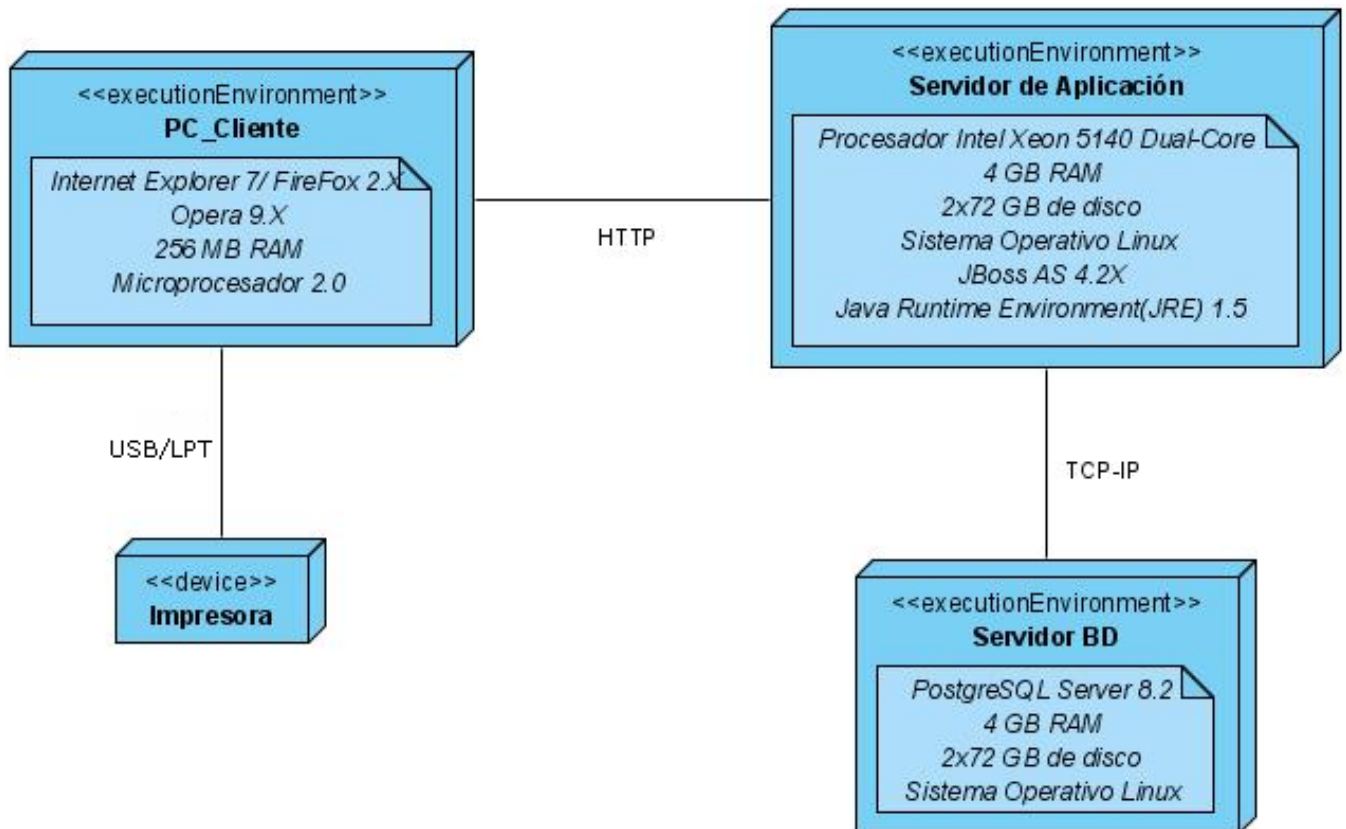 <<executionEnvironment>>
PC_Cliente
Internet Explorer 7/ FireFox 2.X
Opera 9.X
256 MB RAM
Microprocesador 2.0
HTTP
<<executionEnvironment>>
Servidor de Aplicación
Procesador Intel Xeon 5140 Dual-Core
4 GB RAM
2x72 GB de disco
Sistema Operativo Linux
JBoss AS 4.2X
Java Runtime Environment(JRE) 1.5
USB/LPT
TCP-IP
<<device>>
Impresora
<<executionEnvironment>>
Servidor BD
PostgreSQL Server 8.2
4 GB RAM
2x72 GB de disco
Sistema Operativo Linux